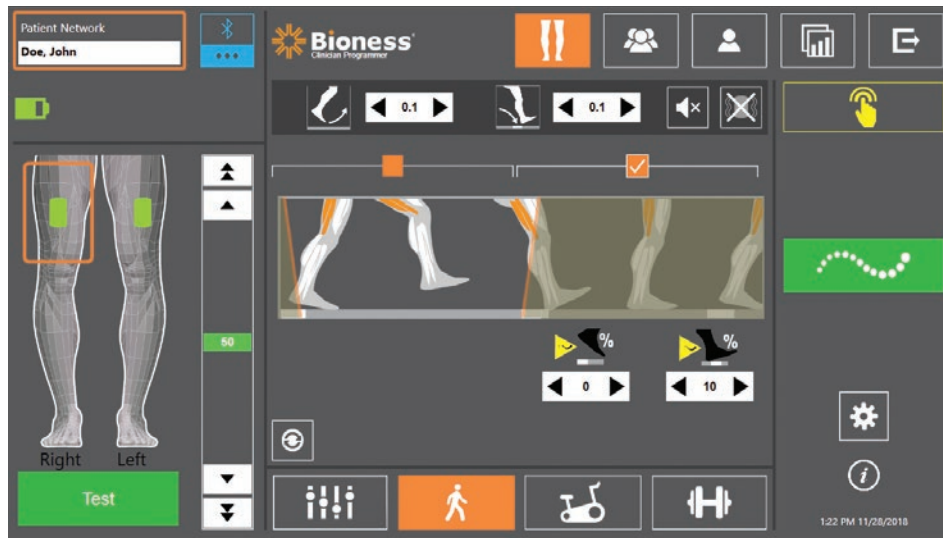 Patient Network
Doe, John
Bioness
Clinician Programmer
0.1
0.1
50
%
%
0
10
Right
Left
Test
i
1:22 PM 11/28/2018